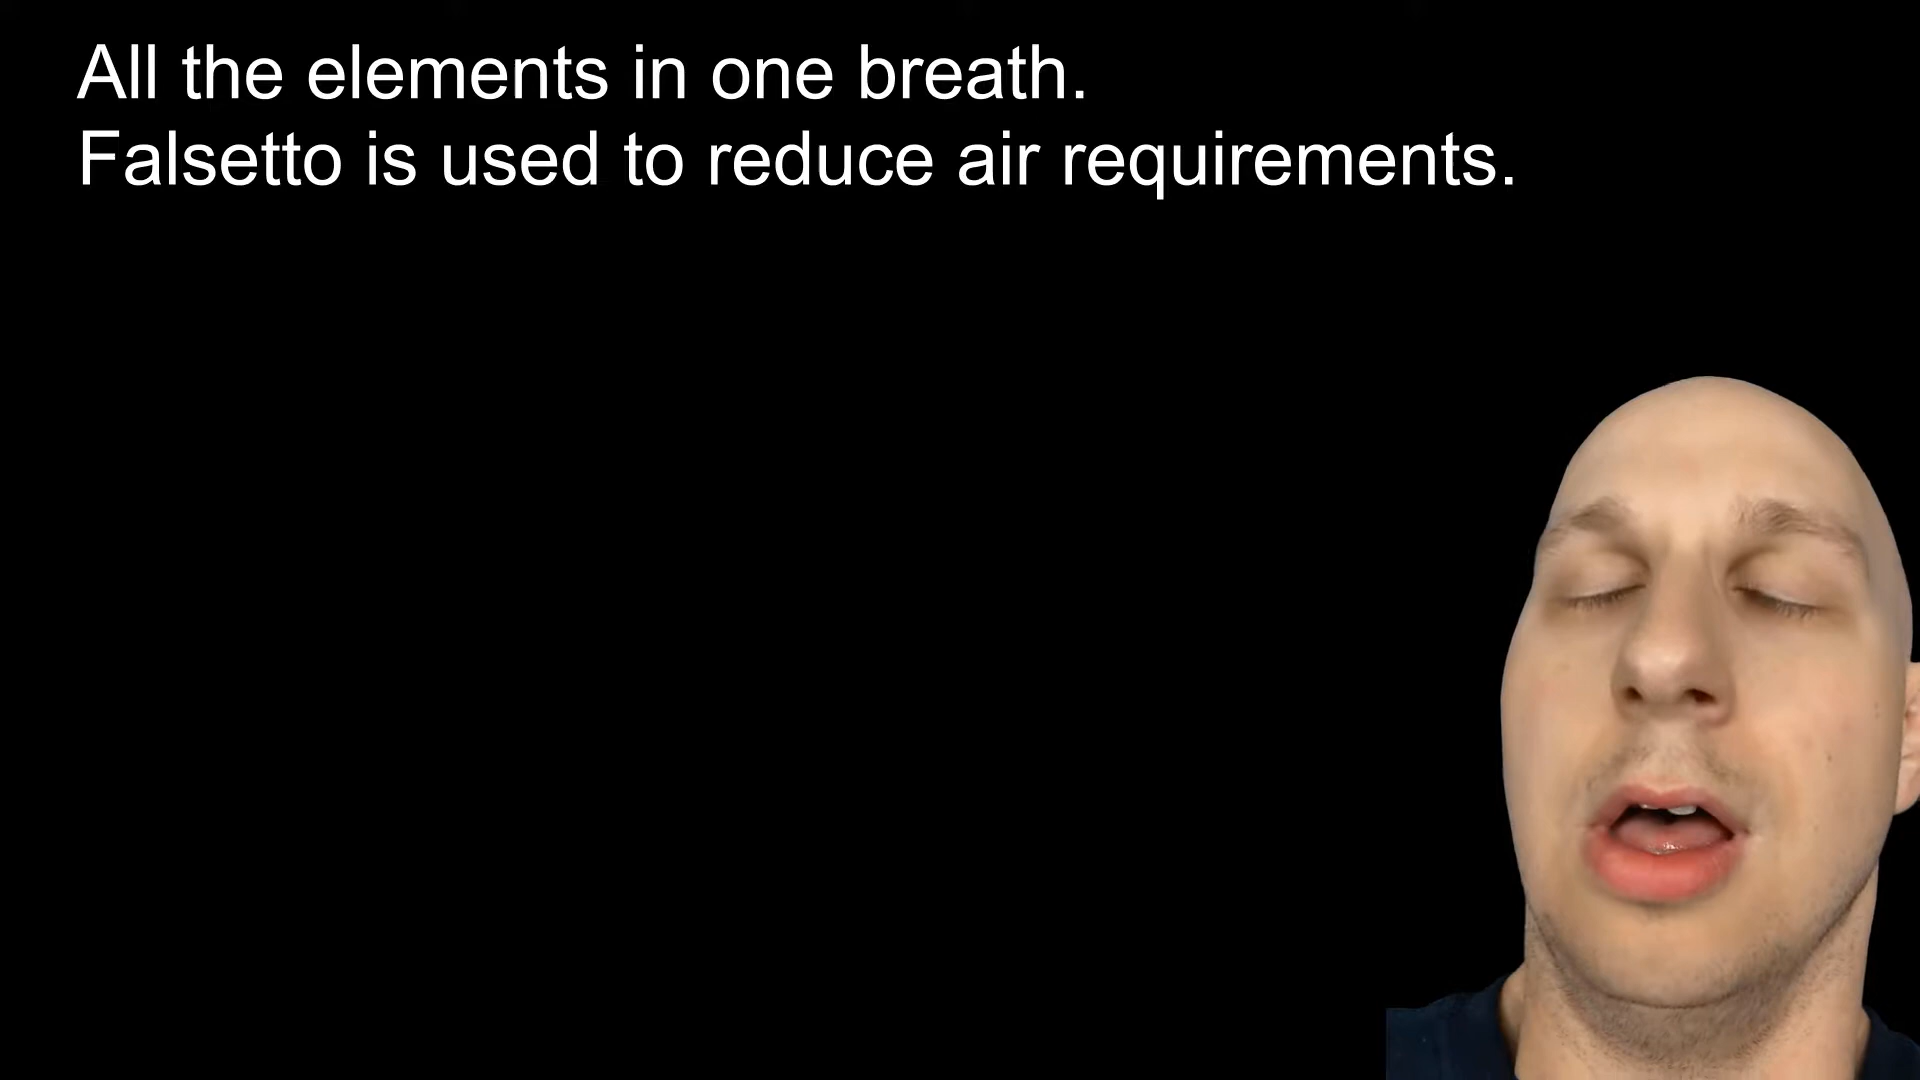 All the elements in one breath.
Falsetto is used to reduce air requirements.